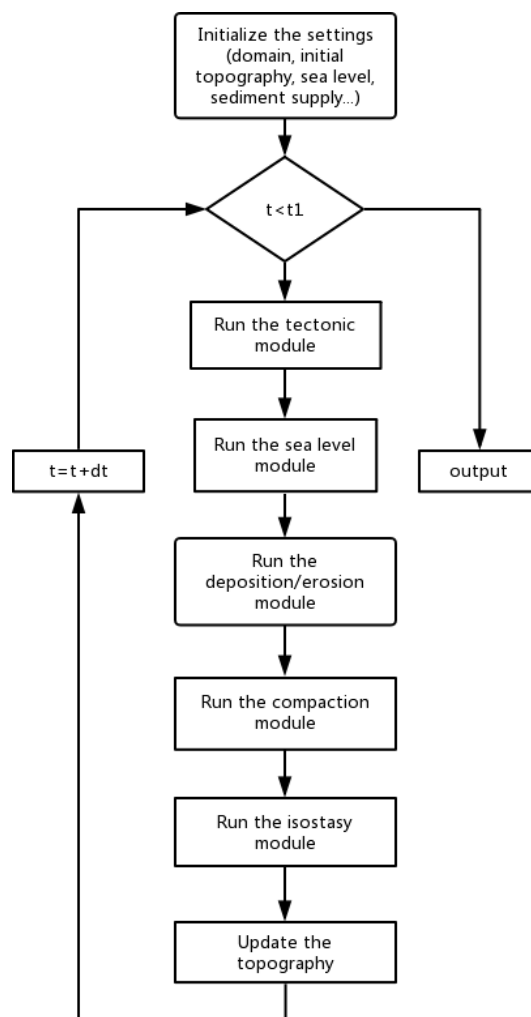 Initialize the settings
(domain, initial
topography, sea level,
sediment supply...)
t<t1
Run the tectonic
module
Run the sea level
module
t=t+dt
output
Run the
deposition/erosion
module
Run the compaction
module
Run the isostasy
module
Update the
topography